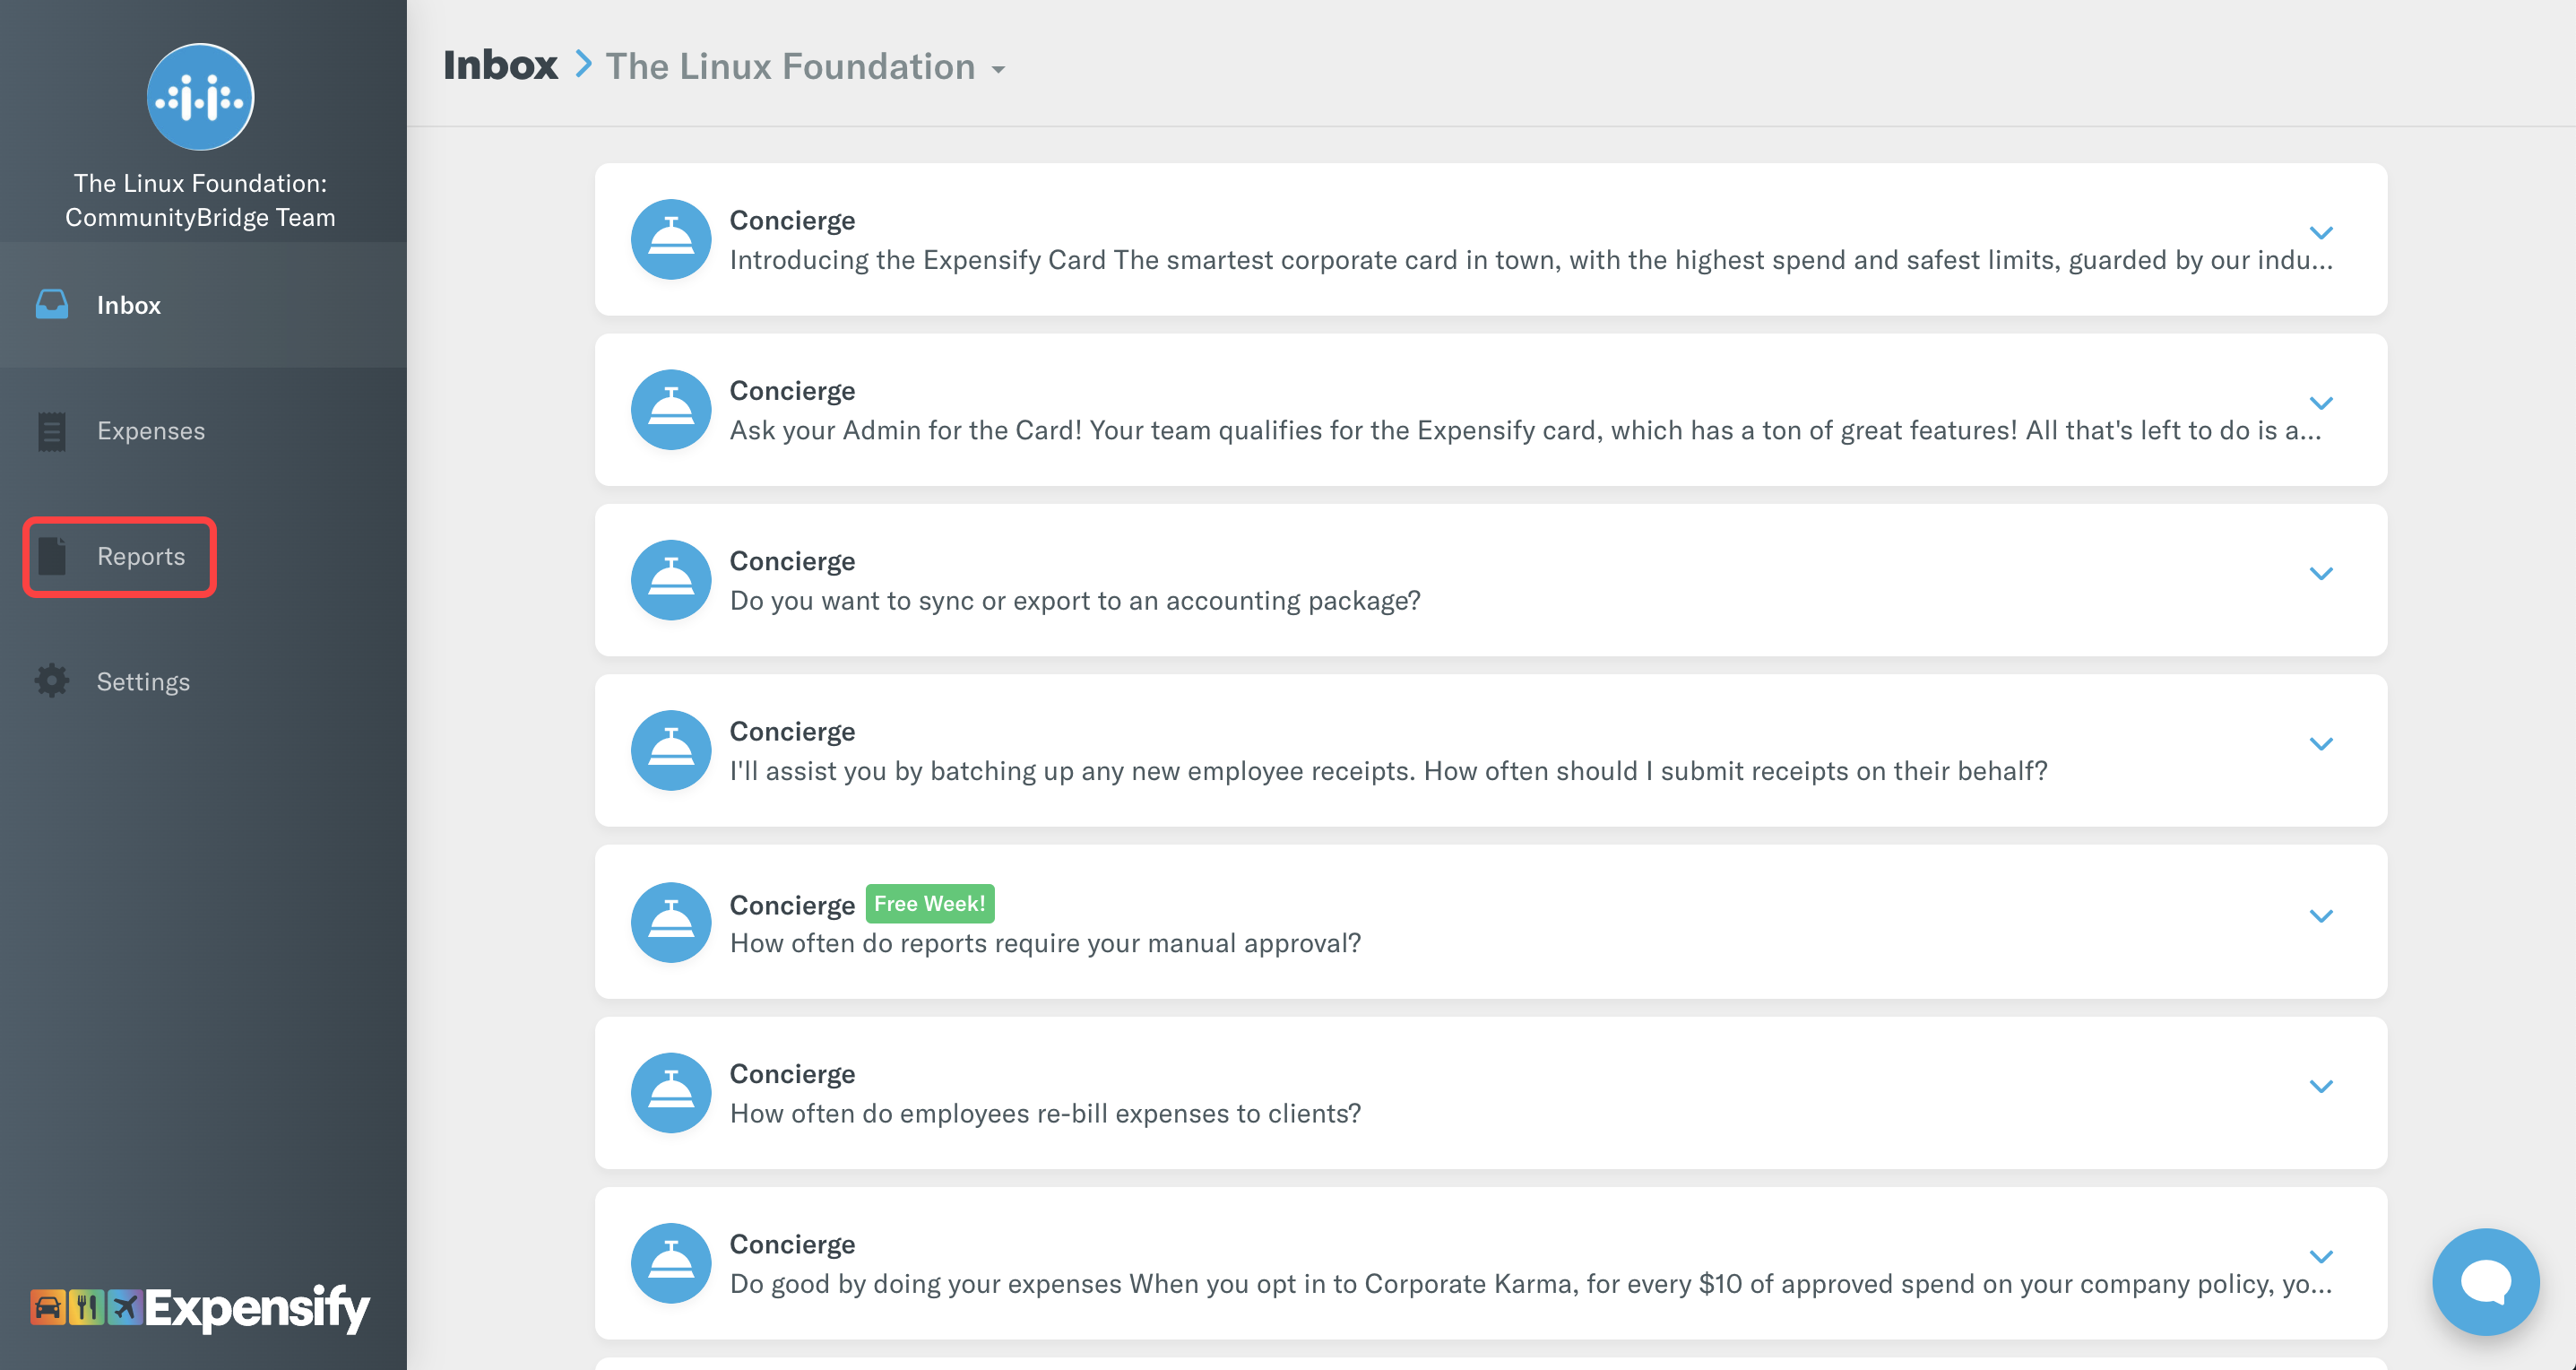 The Linux Foundation:
CommunityBridge Team
Inbox
Expenses
Reports
Settings
Expensify
Inbox The Linux Foundation
Concierge
Introducing the Expensify Card The smartest corporate card in town, with the highest spend and safest limits, guarded by our indu...
Concierge
Ask your Admin for the Card! Your team qualifies for the Expensify card, which has a ton of great features! All that's left to do is a...
Concierge
Do you want to sync or export to an accounting package?
Concierge
I'll assist you by batching up any new employee receipts. How often should I submit receipts on their behalf?
Concierge Free Week!
How often do reports require your manual approval?
Concierge
How often do employees re-bill expenses to clients?
Concierge
Do good by doing your expenses When you opt in to Corporate Karma, for every $10 of approved spend on your company policy, yo...